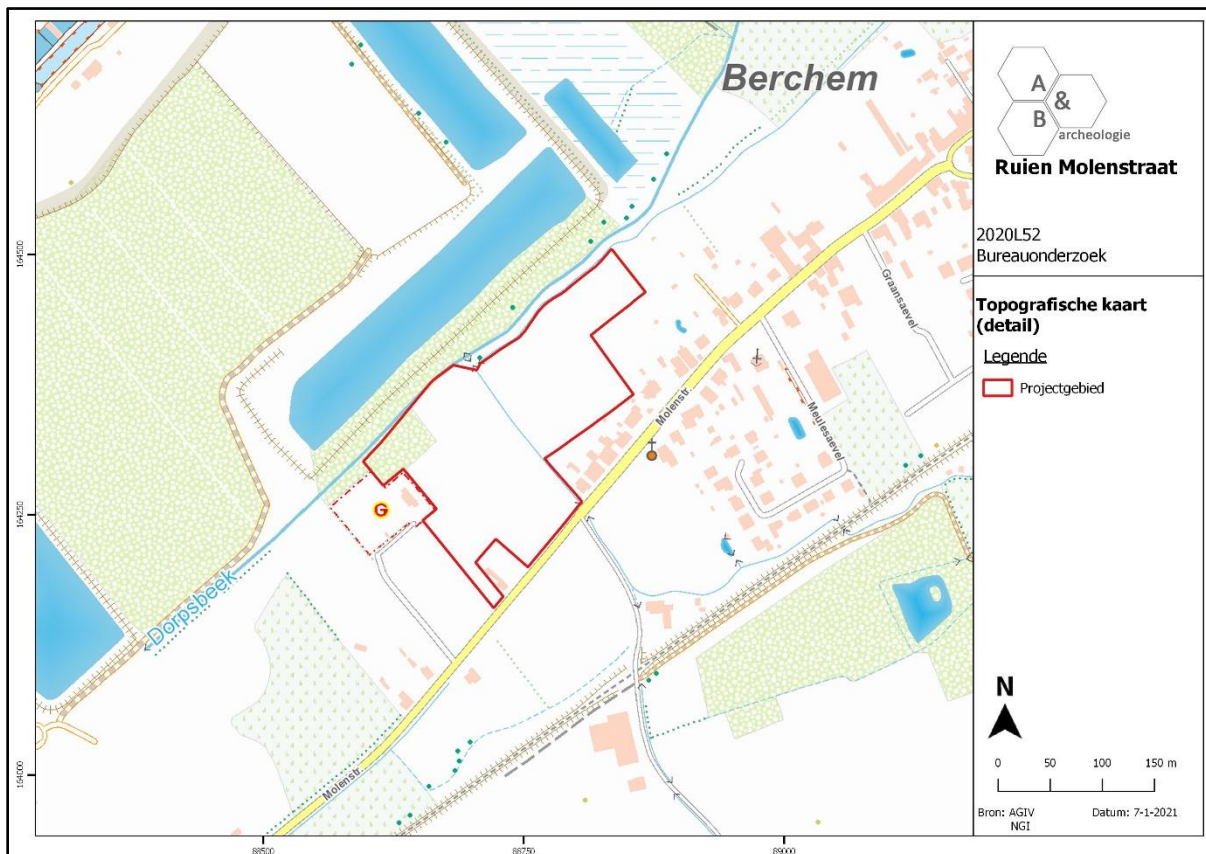 Berchem
Dorpsbeek
Molenstr.
Molenstr.
Meulesaevel
Graansaevel
G
164500
164250
164000
88500
88750
89000
A
&
B
archeologie
Ruien Molenstraat
2020L52
Bureauonderzoek
Topografische kaart
(detail)
Legende
Projectgebied
N
0 50 100 150 m
Bron: AGIV Datum: 7-1-2021
NGI